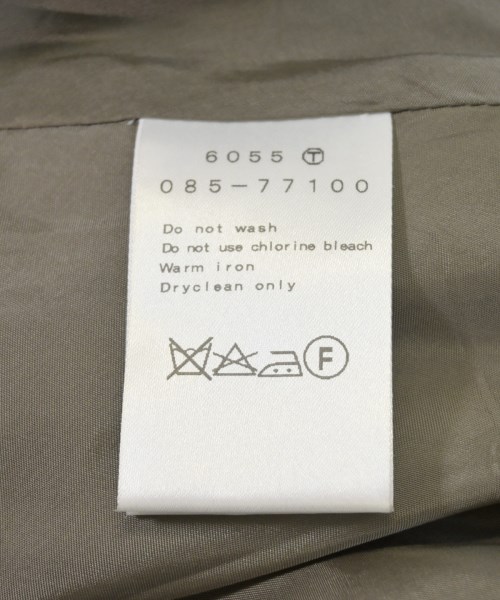 6055 Ⓣ
085-77100
Do not wash
Do not use chlorine bleach
Warm iron
Dryclean only
F